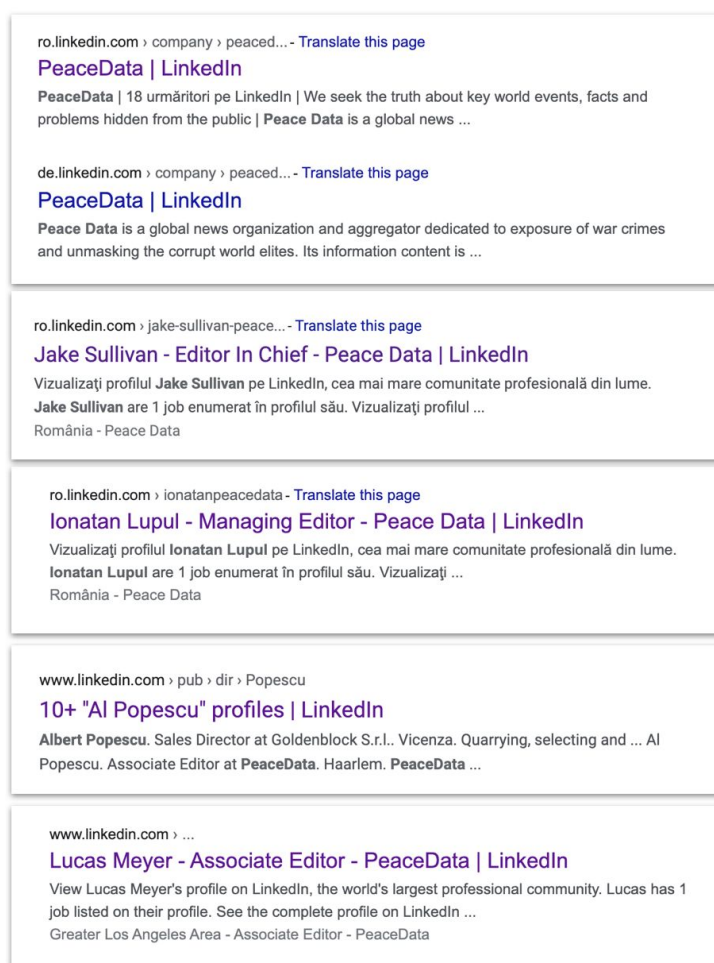 ro.linkedin.com › company › peaced... - Translate this page
PeaceData | LinkedIn
PeaceData | 18 urmăritori pe LinkedIn | We seek the truth about key world events, facts and
problems hidden from the public | Peace Data is a global news ...
de.linkedin.com › company › peaced... - Translate this page
PeaceData | LinkedIn
Peace Data is a global news organization and aggregator dedicated to exposure of war crimes
and unmasking the corrupt world elites. Its information content is ...
ro.linkedin.com › jake-sullivan-peace... - Translate this page
Jake Sullivan - Editor In Chief - Peace Data | LinkedIn
Vizualizaţi profilul Jake Sullivan pe LinkedIn, cea mai mare comunitate profesională din lume.
Jake Sullivan are 1 job enumerat în profilul său. Vizualizaţi profilul ...
România - Peace Data
ro.linkedin.com › ionatanpeacedata - Translate this page
Ionatan Lupul - Managing Editor - Peace Data | LinkedIn
Vizualizaţi profilul Ionatan Lupul pe LinkedIn, cea mai mare comunitate profesională din lume.
Ionatan Lupul are 1 job enumerat în profilul său. Vizualizaţi ...
România - Peace Data
www.linkedin.com › pub › dir › Popescu
10+ "Al Popescu" profiles | LinkedIn
Albert Popescu. Sales Director at Goldenblock S.r.l.. Vicenza. Quarrying, selecting and ... Al
Popescu. Associate Editor at PeaceData. Haarlem. PeaceData ...
www.linkedin.com › ...
Lucas Meyer - Associate Editor - PeaceData | LinkedIn
View Lucas Meyer's profile on LinkedIn, the world's largest professional community. Lucas has 1
job listed on their profile. See the complete profile on LinkedIn ...
Greater Los Angeles Area - Associate Editor - PeaceData